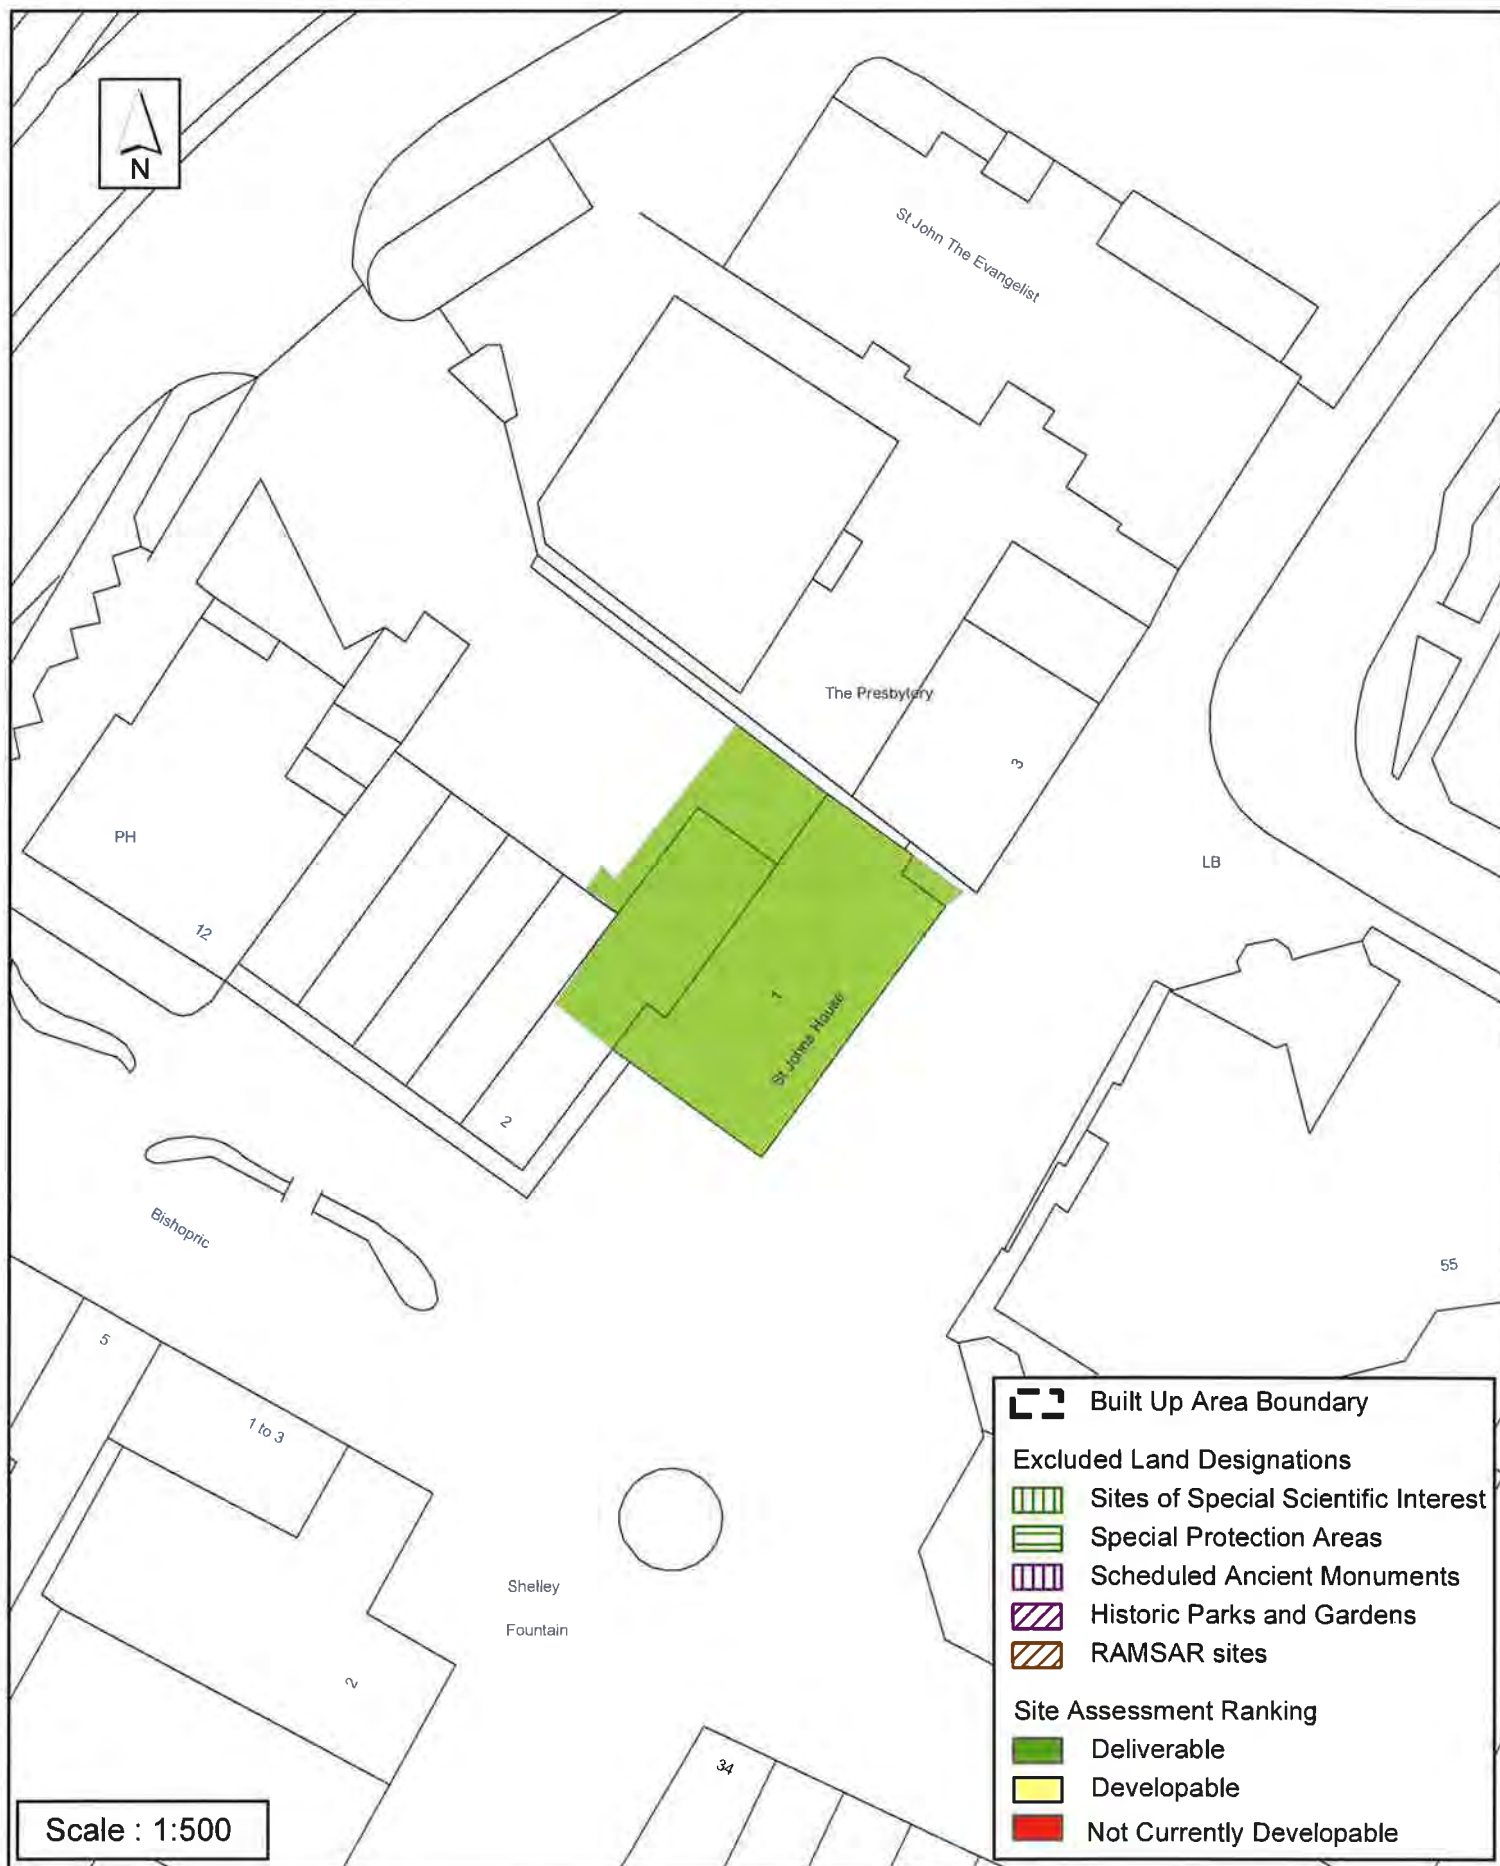 N
St John The Evangelist
The Presbytery
3
PH
LB
12
1
St Johns House
2
Bishopric
55
5
1 to 3
Shelley
Fountain
2
34
Built Up Area Boundary
Excluded Land Designations
Sites of Special Scientific Interest
Special Protection Areas
Scheduled Ancient Monuments
Historic Parks and Gardens
RAMSAR sites
Site Assessment Ranking
Deliverable
Developable
Not Currently Developable
Scale : 1:500